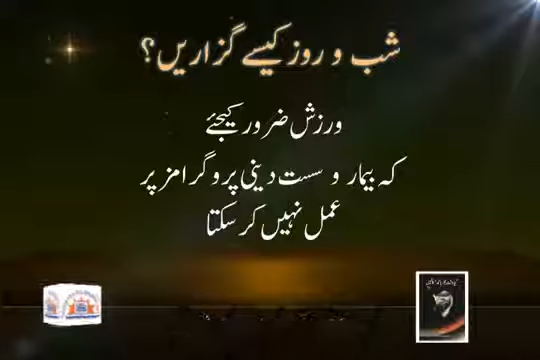 شب و روز کیسے گزاریں؟
ورزش ضرور کیجئے
کہ بیمار و سست دینی پروگرامز پر
عمل نہیں کر سکتا